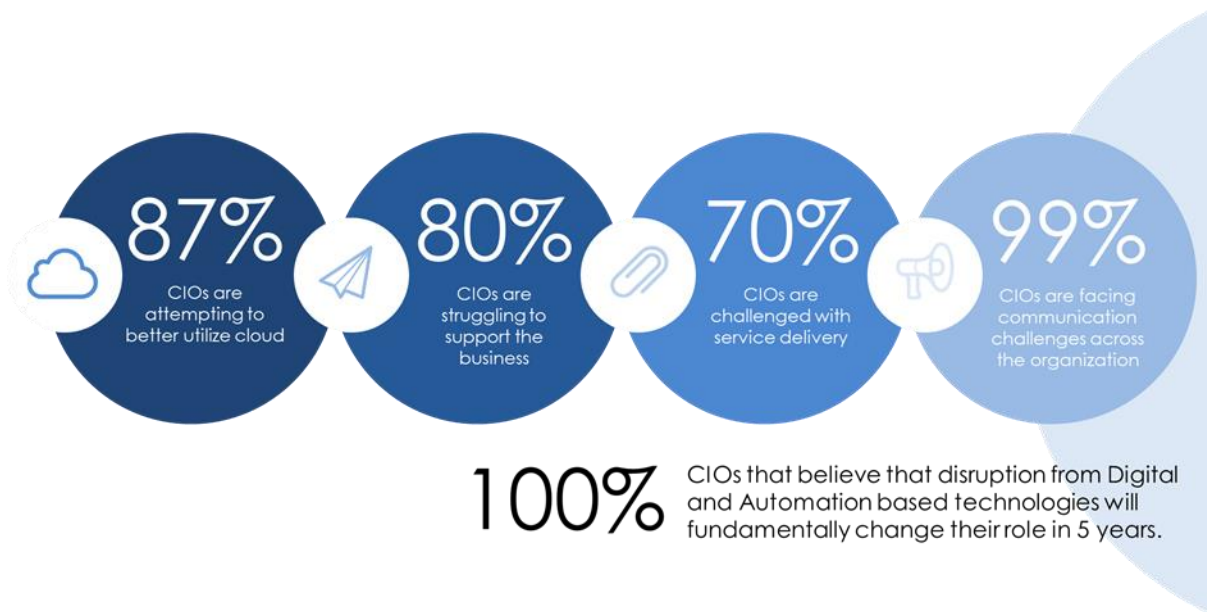 87%
CIOs are
attempting to
better utilize cloud
80%
CIOs are
struggling to
support the
business
70%
CIOs are
challenged with
service delivery
99%
CIOs are facing
communication
challenges across
the organization
100%
CIOs that believe that disruption from Digital
and Automation based technologies will
fundamentally change their role in 5 years.